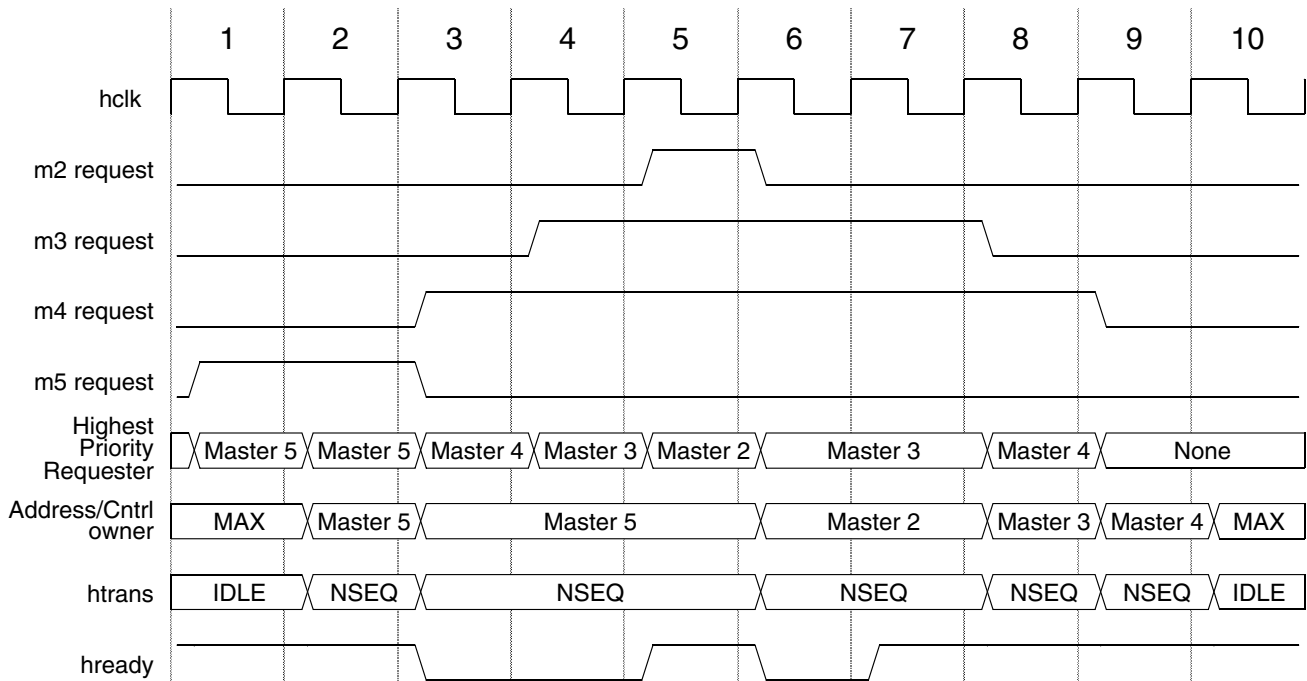 1 2 3 4 5 6 7 8 9 10
hclk
m2 request
m3 request
m4 request
m5 request
Highest
Priority
Requester
Master 5 Master 5 Master 4 Master 3 Master 2 Master 3 Master 4 None
Address/Cntrl
owner
MAX Master 5 Master 5 Master 2 Master 3 Master 4 MAX
htrans IDLE NSEQ NSEQ NSEQ NSEQ NSEQ IDLE
hready